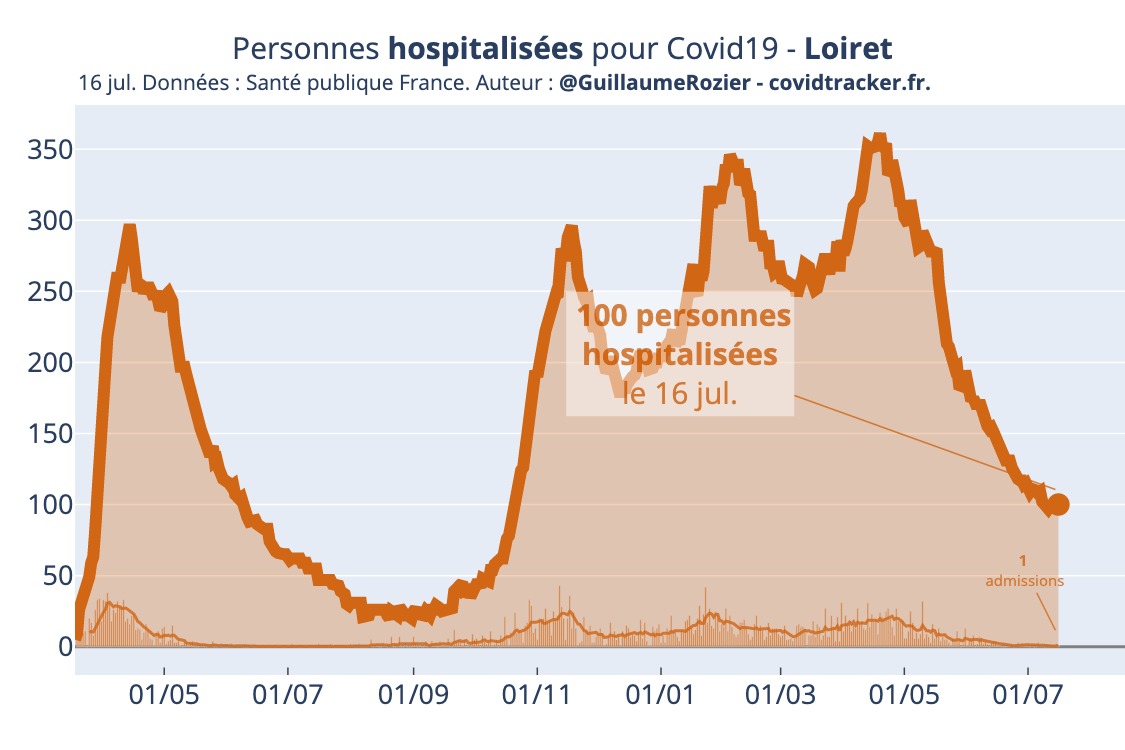 Personnes hospitalisées pour Covid19 - Loiret
16 jul. Données : Santé publique France. Auteur : @GuillaumeRozier - covidtracker.fr.
350
300
250
200
150
100
50
0
100 personnes
hospitalisées
le 16 jul.
1
admissions
01/05
01/07
01/09
01/11
01/01
01/03
01/05
01/07